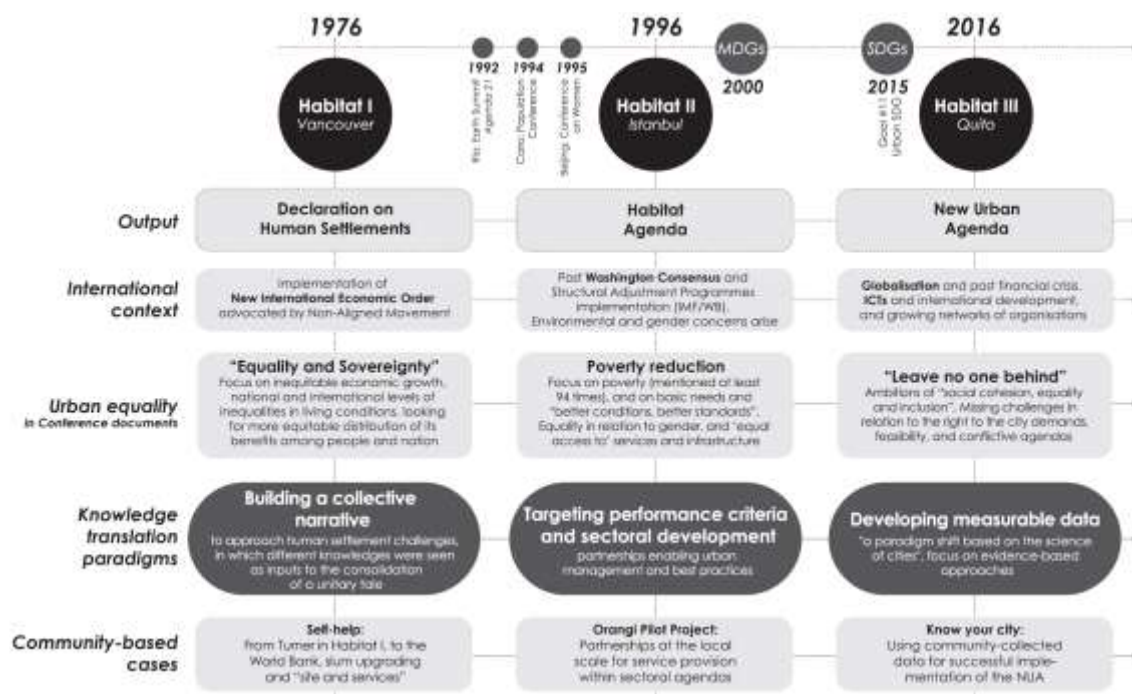 1976
1996
2016
MDGs
SDGs
1992
1994
1995
2000
2015
Rio: Earth Summit
Agenda 21
Cairo: Population
Conference
Beijing: Conference
on Women
Goal #11
Urban SDG
Habitat I
Vancouver
Habitat II
Istanbul
Habitat III
Quito
Output
Declaration on
Human Settlements
Habitat
Agenda
New Urban
Agenda
International
context
Implementation of
New International Economic Order
advocated by Non-Aligned Movement
Post Washington Consensus and
Structural Adjustment Programmes
implementation (IMF/WB).
Environmental and gender concerns arise
Globalisation and post financial crisis.
ICTs and international development,
and growing networks of organisations
Urban equality
in Conference documents
"Equality and Sovereignty"
Focus on inequitable economic growth,
national and international levels of
inequalities in living conditions, looking
for more equitable distribution of its
benefits among people and nation
Poverty reduction
Focus on poverty (mentioned at least
94 times), and on basic needs and
"better conditions, better standards".
Equality in relation to gender, and "equal
access to' services and infrastructure
"Leave no one behind"
Ambitions of "social cohesion, equality
and inclusion". Missing challenges in
relation to the right to the city demands,
feasibility, and conflictive agendas
Knowledge
translation
paradigms
Building a collective
narrative
to approach human settlement challenges,
in which different knowledges were seen
as inputs to the consolidation
of a unitary tale
Targeting performance criteria
and sectoral development
partnerships enabling urban
management and best practices
Developing measurable data
"a paradigm shift based on the science
of cities", focus on evidence-based
approaches
Community-based
cases
Self-help:
From Turner in Habitat I, to the
World Bank, slum upgrading
and "site and services"
Orangi Pilot Project:
Partnerships at the local
scale for service provision
within sectoral agendas
Know your city:
Using community-collected
data for successful imple-
mentation of the NUA